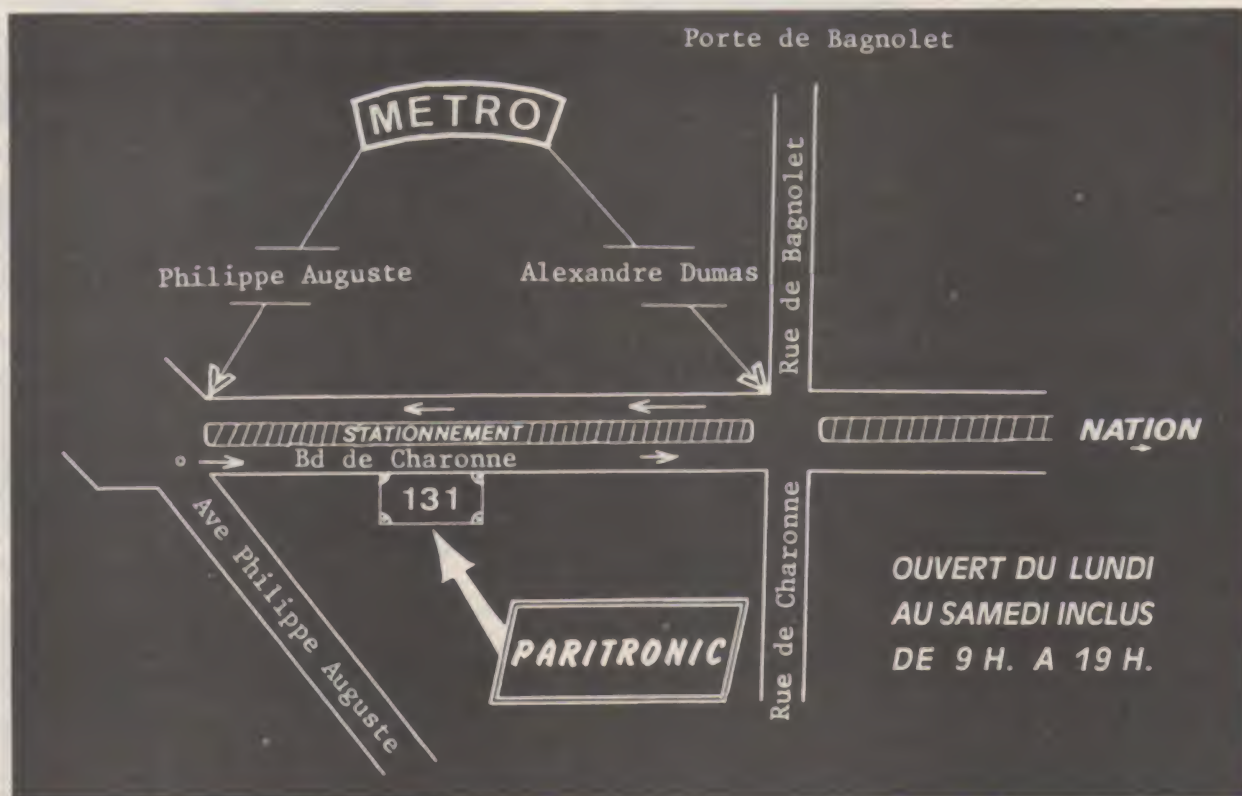 Porte de Bagnolet
METRO
Philippe Auguste
Alexandre Dumas
Rue de Bagnolet
STATIONNEMENT
NATION
Bd de Charonne
131
Ave Philippe Auguste
PARITRONIC
Rue de Charonne
OUVERT DU LUNDI
AU SAMEDI INCLUS
DE 9 H. A 19 H.